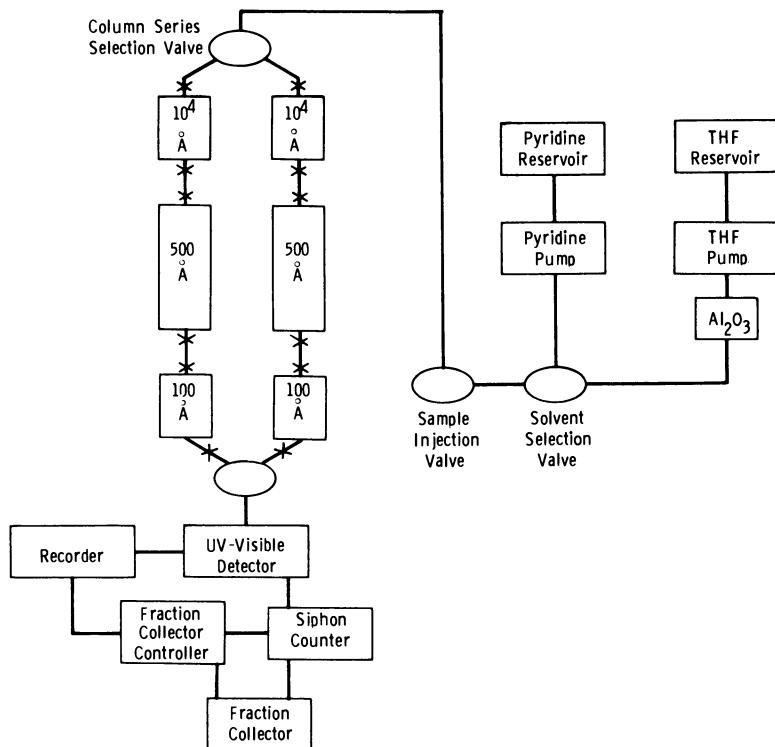 Column Series
Selection Valve
10⁴
Å
10⁴
Å
500
Å
500
Å
100
Å
100
Å
Pyridine
Reservoir
THF
Reservoir
Pyridine
Pump
THF
Pump
Al₂O₃
Sample
Injection
Valve
Solvent
Selection
Valve
Recorder
UV-Visible
Detector
Fraction
Collector
Controller
Siphon
Counter
Fraction
Collector